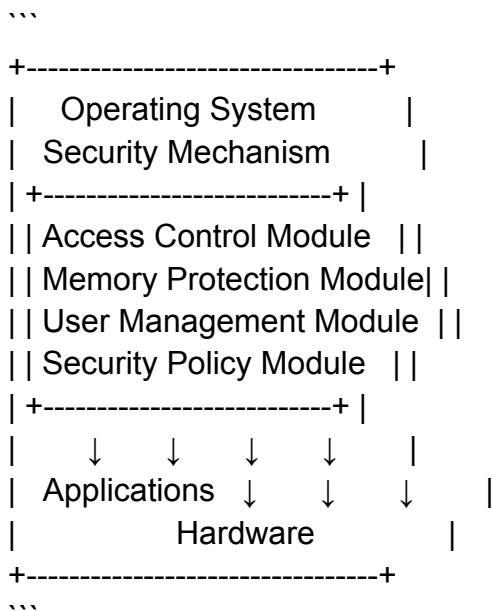 ```
+---------------------------------+
|    Operating System          |
|  Security Mechanism         |
| +---------------------------+ |
| | Access Control Module   | |
| | Memory Protection Module| |
| | User Management Module  | |
| | Security Policy Module   | |
| +---------------------------+ |
|      ↓      ↓      ↓      ↓       |
|  Applications  ↓      ↓      ↓       |
|              Hardware             |
+---------------------------------+
```